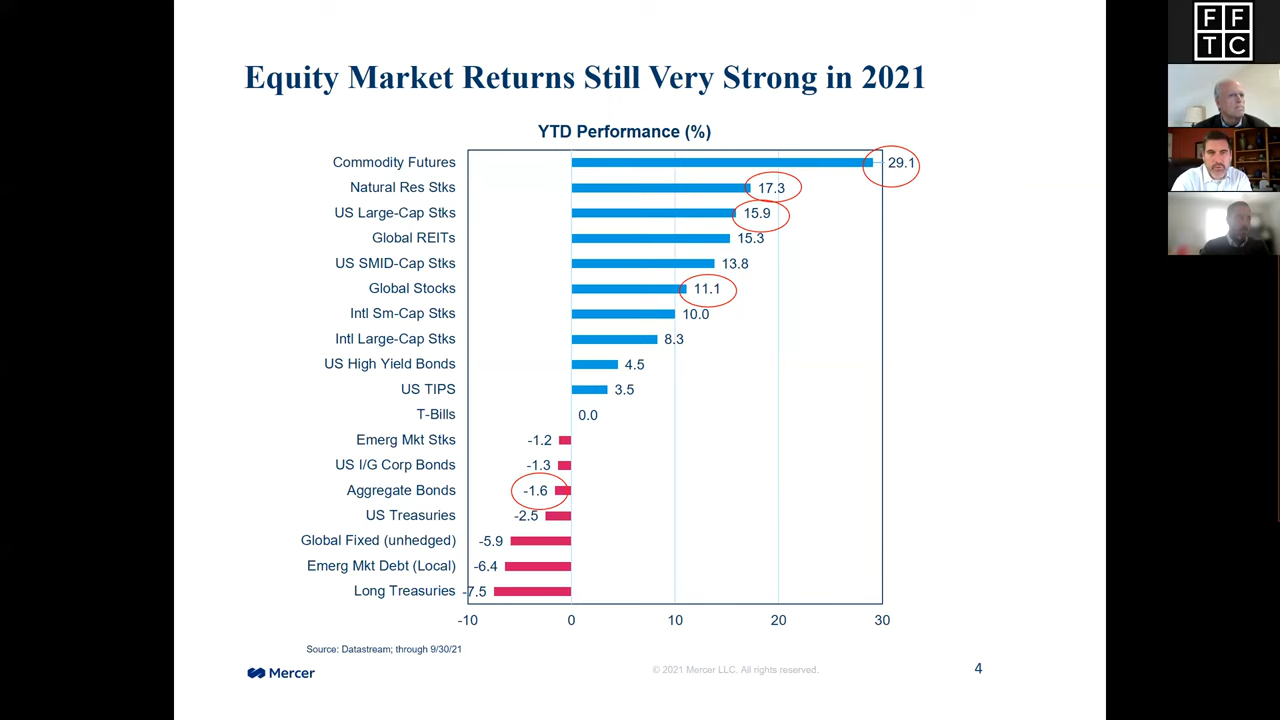 Equity Market Returns Still Very Strong in 2021
YTD Performance (%)
Commodity Futures 29.1
Natural Res Stks 17.3
US Large-Cap Stks 15.9
Global REITs 15.3
US SMID-Cap Stks 13.8
Global Stocks 11.1
Intl Sm-Cap Stks 10.0
Intl Large-Cap Stks 8.3
US High Yield Bonds 4.5
US TIPS 3.5
T-Bills 0.0
Emerg Mkt Stks -1.2
US I/G Corp Bonds -1.3
Aggregate Bonds -1.6
US Treasuries -2.5
Global Fixed (unhedged) -5.9
Emerg Mkt Debt (Local) -6.4
Long Treasuries -7.5
-10 0 10 20 30
Source: Datastream; through 9/30/21
Mercer
© 2021 Mercer LLC. All rights reserved.
4
F F
T C